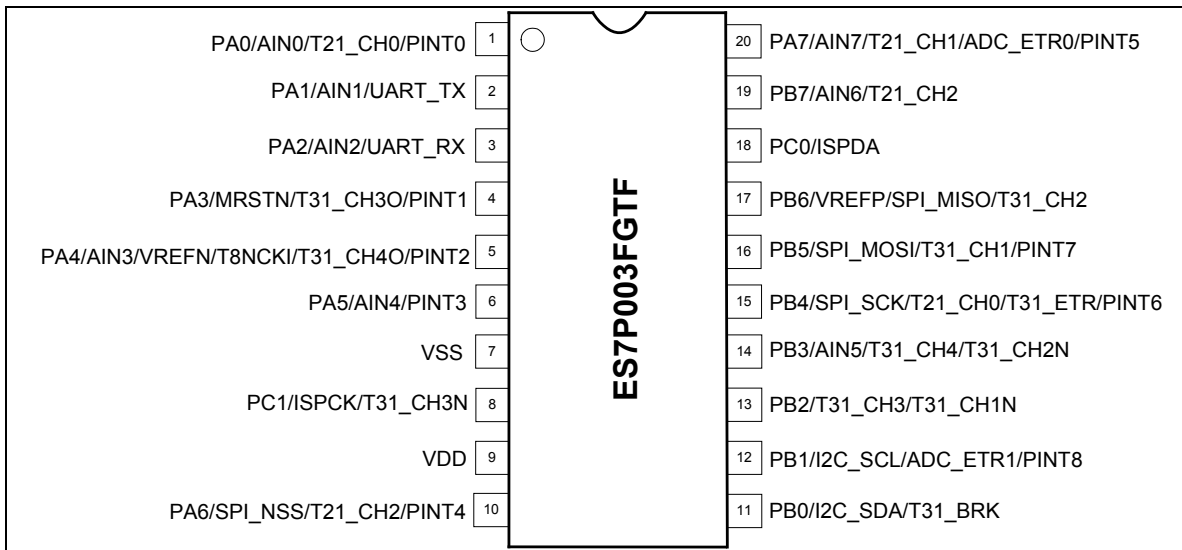 PA0/AIN0/T21_CH0/PINT0 1
PA1/AIN1/UART_TX 2
PA2/AIN2/UART_RX 3
PA3/MRSTN/T31_CH3O/PINT1 4
PA4/AIN3/VREFN/T8NCKI/T31_CH4O/PINT2 5
PA5/AIN4/PINT3 6
VSS 7
PC1/ISPCK/T31_CH3N 8
VDD 9
PA6/SPI_NSS/T21_CH2/PINT4 10
ES7P003FGTF
20 PA7/AIN7/T21_CH1/ADC_ETR0/PINT5
19 PB7/AIN6/T21_CH2
18 PC0/ISPDA
17 PB6/VREFP/SPI_MISO/T31_CH2
16 PB5/SPI_MOSI/T31_CH1/PINT7
15 PB4/SPI_SCK/T21_CH0/T31_ETR/PINT6
14 PB3/AIN5/T31_CH4/T31_CH2N
13 PB2/T31_CH3/T31_CH1N
12 PB1/I2C_SCL/ADC_ETR1/PINT8
11 PB0/I2C_SDA/T31_BRK